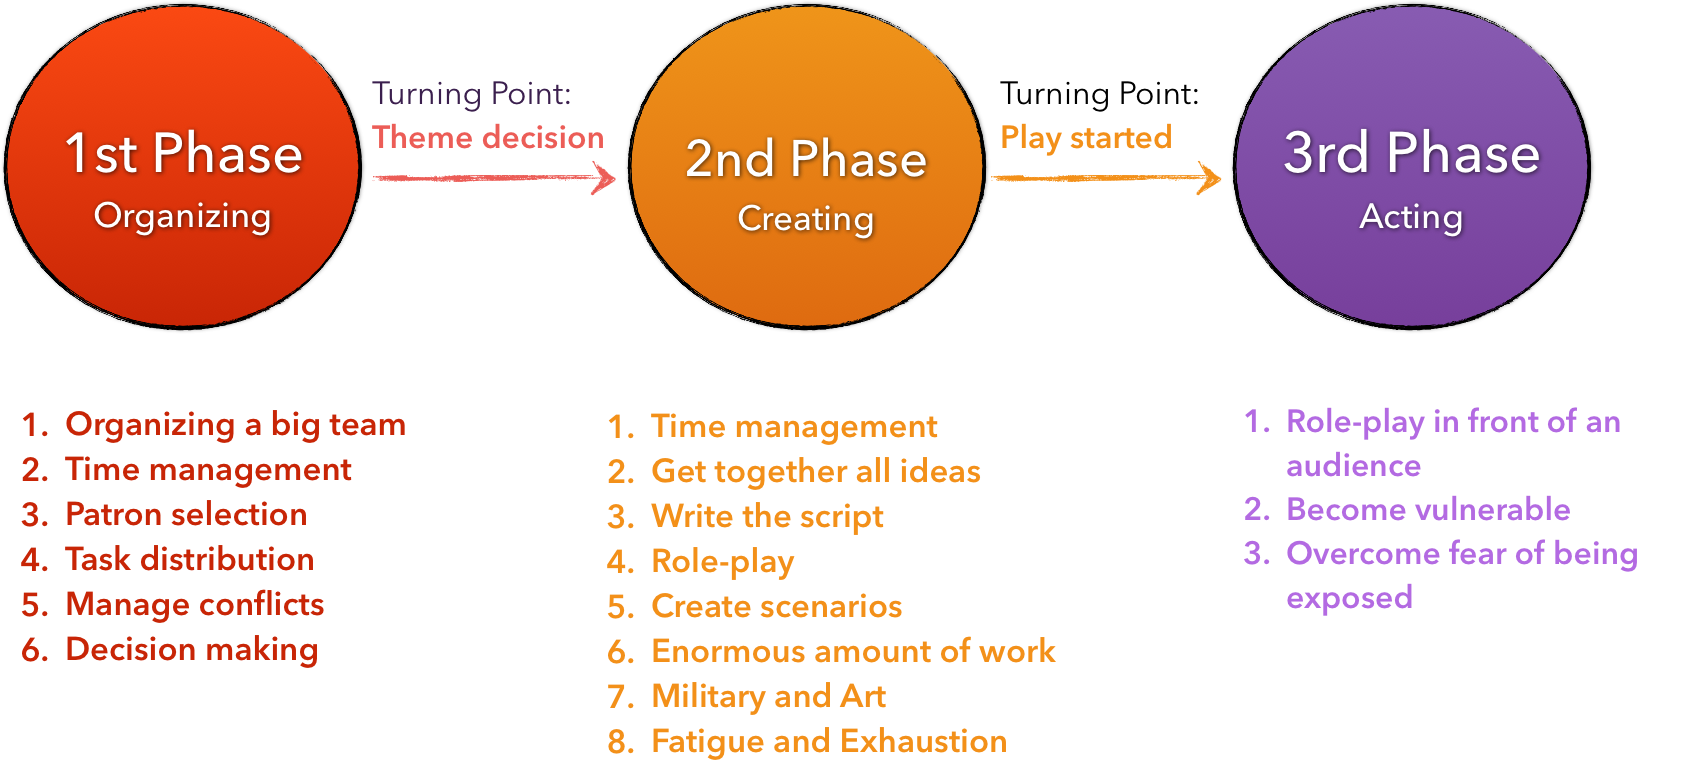 1st Phase
Organizing
Turning Point:
Theme decision
2nd Phase
Creating
Turning Point:
Play started
3rd Phase
Acting
1. Organizing a big team
2. Time management
3. Patron selection
4. Task distribution
5. Manage conflicts
6. Decision making
1. Time management
2. Get together all ideas
3. Write the script
4. Role-play
5. Create scenarios
6. Enormous amount of work
7. Military and Art
8. Fatigue and Exhaustion
1. Role-play in front of an
audience
2. Become vulnerable
3. Overcome fear of being
exposed